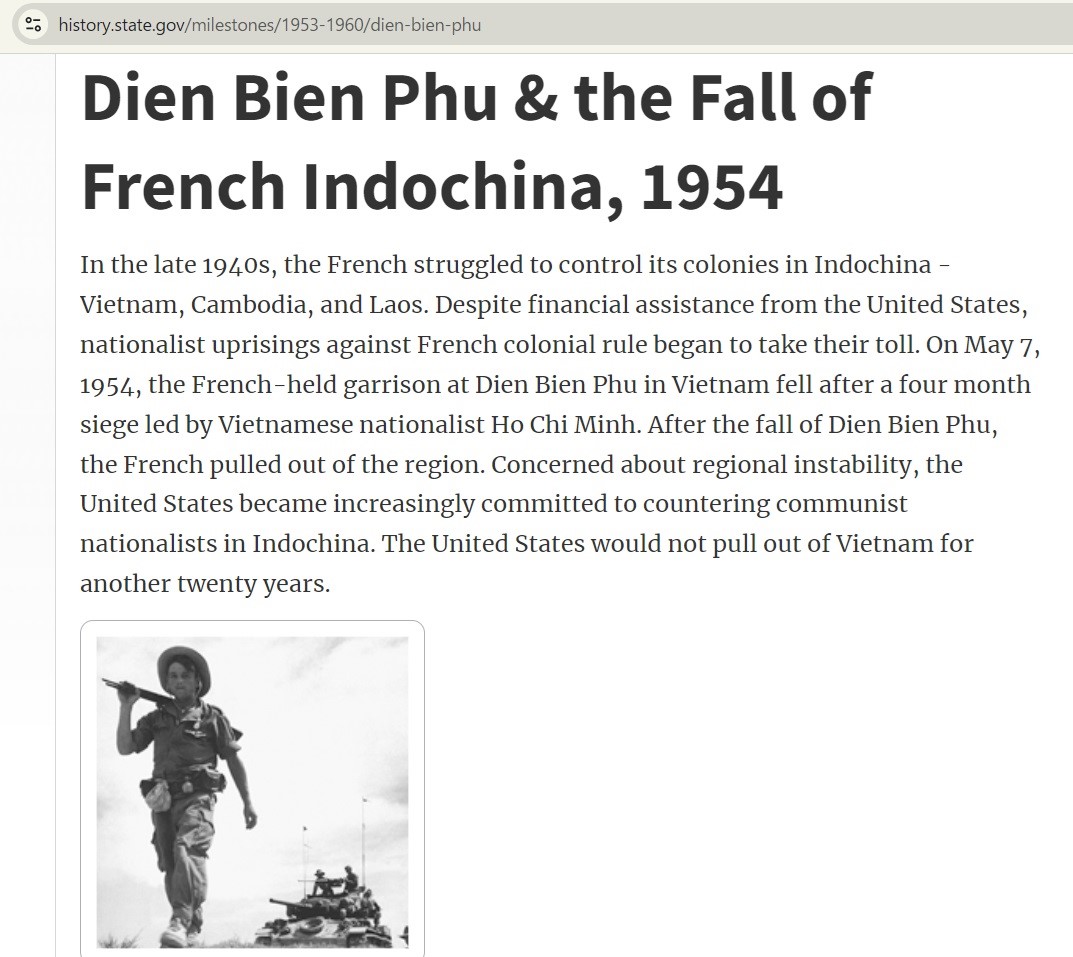 history.state.gov/milestones/1953-1960/dien-bien-phu
Dien Bien Phu & the Fall of
French Indochina, 1954
In the late 1940s, the French struggled to control its colonies in Indochina -
Vietnam, Cambodia, and Laos. Despite financial assistance from the United States,
nationalist uprisings against French colonial rule began to take their toll. On May 7,
1954, the French-held garrison at Dien Bien Phu in Vietnam fell after a four month
siege led by Vietnamese nationalist Ho Chi Minh. After the fall of Dien Bien Phu,
the French pulled out of the region. Concerned about regional instability, the
United States became increasingly committed to countering communist
nationalists in Indochina. The United States would not pull out of Vietnam for
another twenty years.